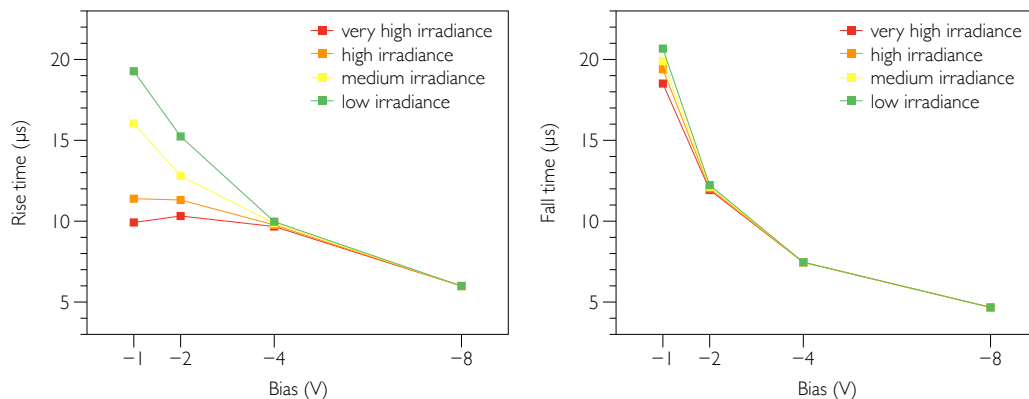 very high irradiance
high irradiance
medium irradiance
low irradiance
20
15
10
5
Rise time (µs)
−1
−2
−4
−8
Bias (V)
very high irradiance
high irradiance
medium irradiance
low irradiance
20
15
10
5
Fall time (µs)
−1
−2
−4
−8
Bias (V)